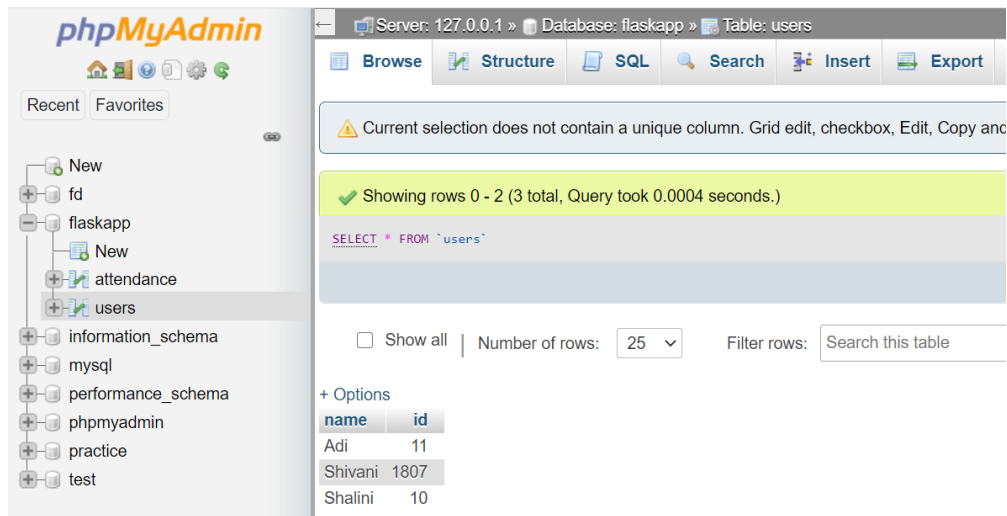 phpMyAdmin
Recent Favorites
New
fd
flaskapp
New
attendance
users
information_schema
mysql
performance_schema
phpmyadmin
practice
test
Server: 127.0.0.1 » Database: flaskapp » Table: users
Browse Structure SQL Search Insert Export
Current selection does not contain a unique column. Grid edit, checkbox, Edit, Copy and
Showing rows 0 - 2 (3 total, Query took 0.0004 seconds.)
SELECT * FROM `users`
Show all | Number of rows: 25 Filter rows: Search this table
+ Options
name id
Adi 11
Shivani 1807
Shalini 10